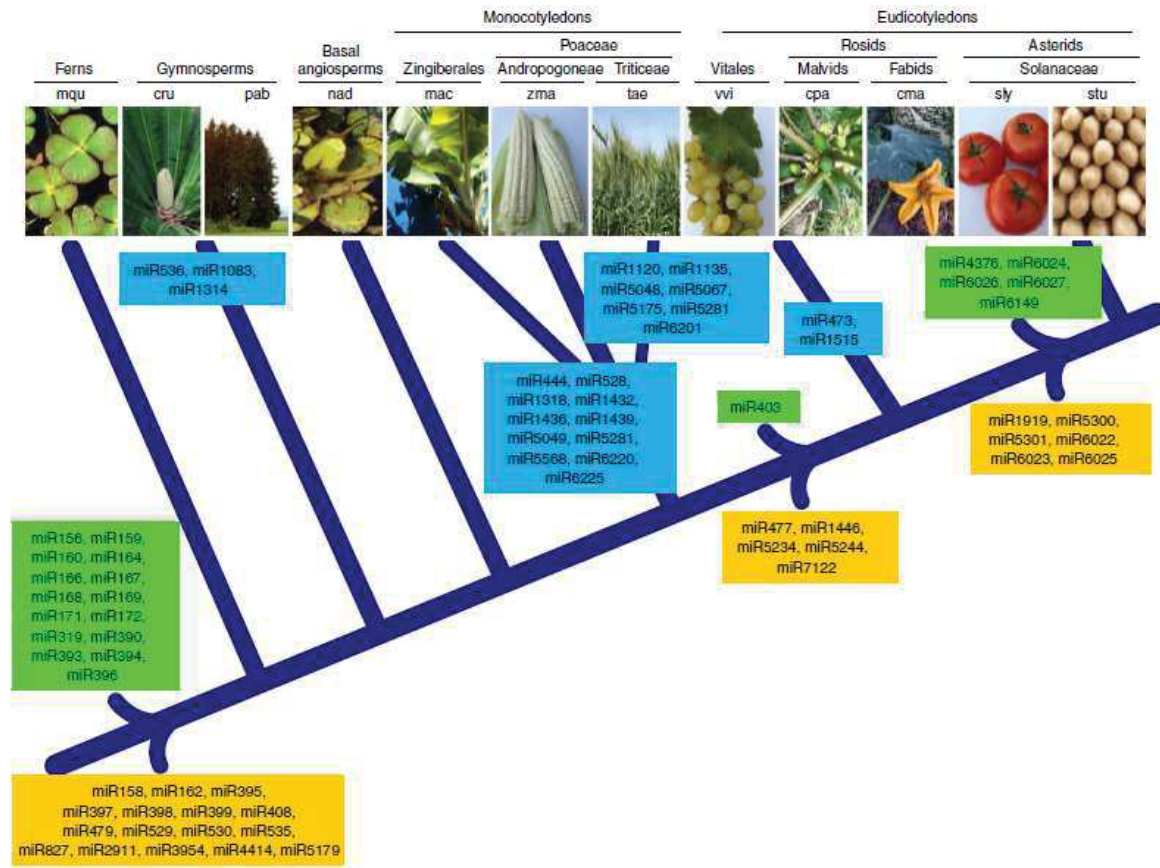 Monocotyledons
Eudicotyledons
Poaceae
Rosids
Asterids
Ferns
Gymnosperms
Basal
angiosperms
Zingiberales
Andropogoneae
Triticeae
Vitales
Malvids
Fabids
Solanaceae
mqu
cru
pab
nad
mac
zma
tae
vvi
cpa
cma
sly
stu
miR536, miR1083,
miR1314
miR1120, miR1135,
miR5048, miR5067,
miR5175, miR5281
miR6201
miR4376, miR6024,
miR6026, miR6027,
miR6149
miR473,
miR1515
miR444, miR528,
miR1318, miR1432,
miR1436, miR1439,
miR5049, miR5281,
miR5568, miR6220,
miR6225
miR403
miR1919, miR5300,
miR5301, miR6022,
miR6023, miR6025
miR477, miR1446,
miR5234, miR5244,
miR7122
miR156, miR159,
miR160, miR164,
miR166, miR167,
miR168, miR169,
miR171, miR172,
miR319, miR390,
miR393, miR394,
miR396
miR158, miR162, miR395,
miR397, miR398, miR399, miR408,
miR479, miR529, miR530, miR535,
miR827, miR2911, miR3954, miR4414, miR5179